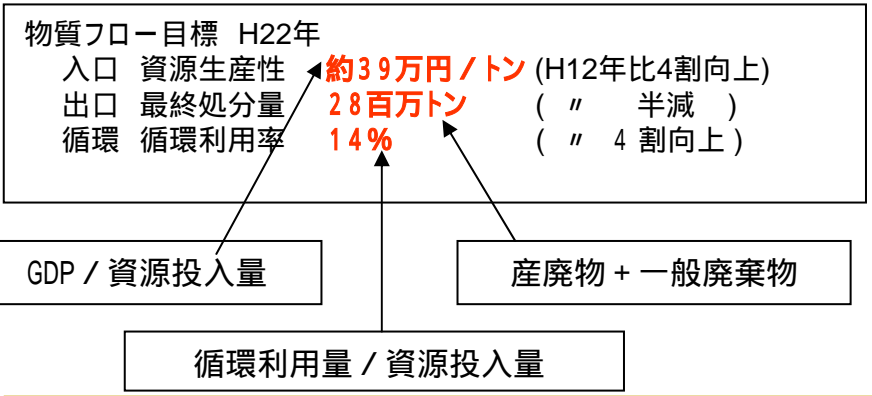 物質フロー目標 H22年
入口 資源生産性 約39万円/トン (H12年比4割向上)
出口 最終処分量 28百万トン ( 〃 半減 )
循環 循環利用率 14% ( 〃 4割向上)
GDP/資源投入量
産廃物+一般廃棄物
循環利用量/資源投入量